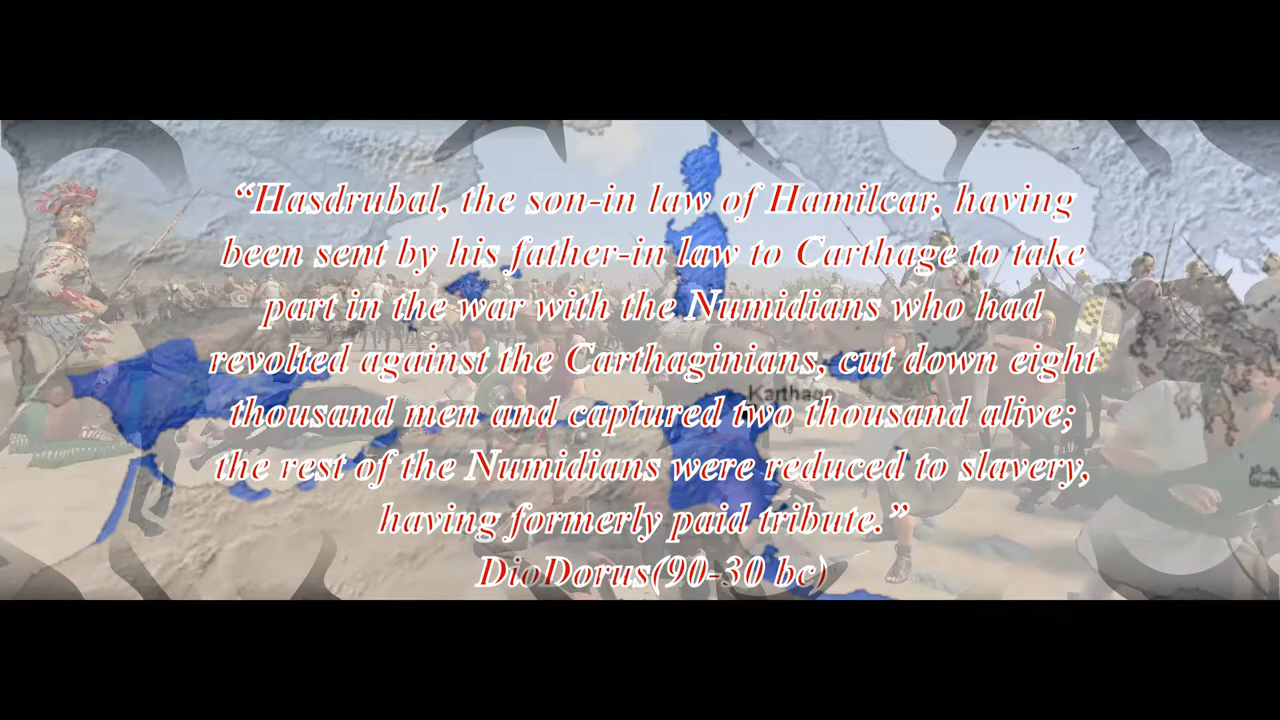 “Hasdrubal, the son-in law of Hamilcar, having
been sent by his father-in law to Carthage to take
part in the war with the Numidians who had
revolted against the Carthaginians, cut down eight
Karthago
thousand men and captured two thousand alive;
the rest of the Numidians were reduced to slavery,
having formerly paid tribute.”
DioDorus(90-30 bc)